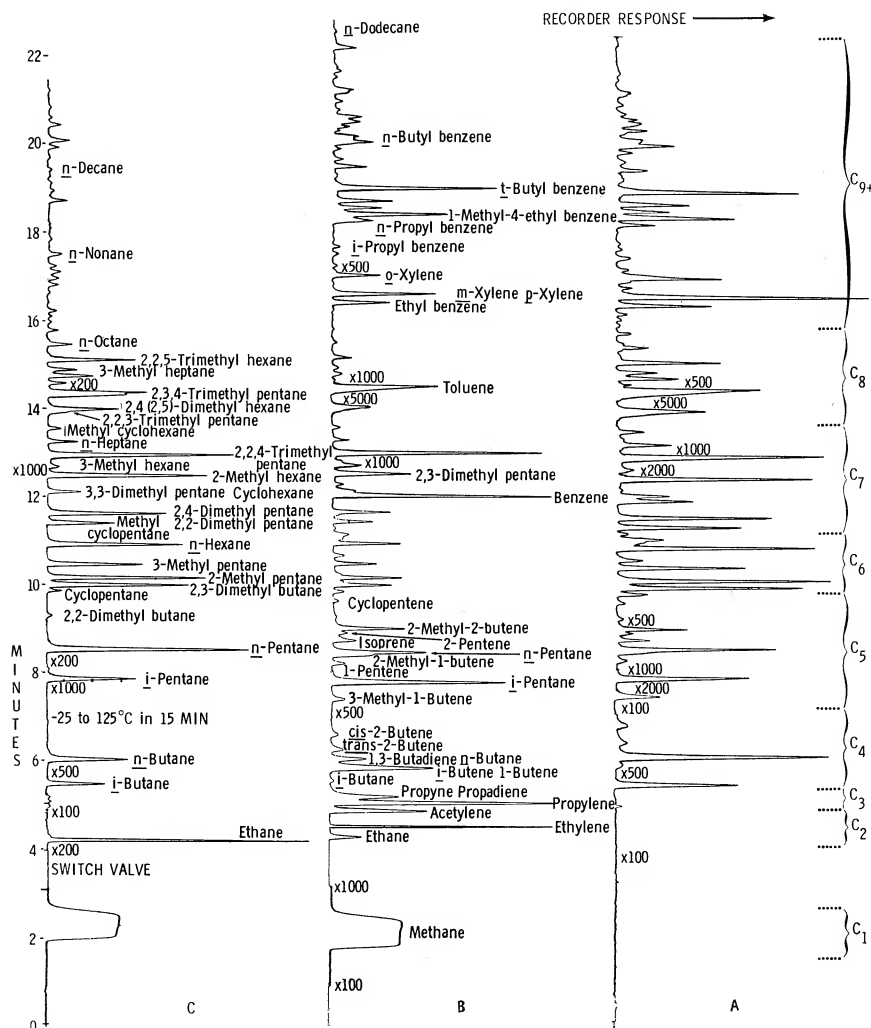 RECORDER RESPONSE
22
20
18
16
14
12
10
8
6
4
2
0
MINUTES
n-Decane
n-Nonane
n-Octane
2,2,5-Trimethyl hexane
3-Methyl heptane
x200
2,3,4-Trimethyl pentane
2,4 (2,5)-Dimethyl hexane
2,2,3-Trimethyl pentane
Methyl cyclohexane
n-Heptane
2,2,4-Trimethyl pentane
3-Methyl hexane
x1000
2-Methyl hexane
3,3-Dimethyl pentane Cyclohexane
2,4-Dimethyl pentane
Methyl cyclopentane
2,2-Dimethyl pentane
n-Hexane
3-Methyl pentane
2-Methyl pentane
2,3-Dimethyl butane
Cyclopentane
2,2-Dimethyl butane
n-Pentane
x200
i-Pentane
x1000
-25 to 125°C in 15 MIN
n-Butane
x500
i-Butane
x100
Ethane
x200
SWITCH VALVE
C
n-Dodecane
n-Butyl benzene
t-Butyl benzene
1-Methyl-4-ethyl benzene
n-Propyl benzene
i-Propyl benzene
x500
o-Xylene
m-Xylene p-Xylene
Ethyl benzene
x1000
Toluene
x5000
x1000
2,3-Dimethyl pentane
Benzene
Cyclopentene
2-Methyl-2-butene
Isoprene
2-Pentene
n-Pentane
2-Methyl-1-butene
1-Pentene
i-Pentane
3-Methyl-1-Butene
x500
cis-2-Butene
trans-2-Butene
1,3-Butadiene n-Butane
i-Butene 1-Butene
i-Butane
Propyne Propadiene
Propylene
Acetylene
Ethylene
Ethane
x1000
Methane
x100
B
x500
x5000
x1000
x2000
x500
x1000
x2000
x100
x500
x100
A
C9+
C8
C7
C6
C5
C4
C3
C2
C1